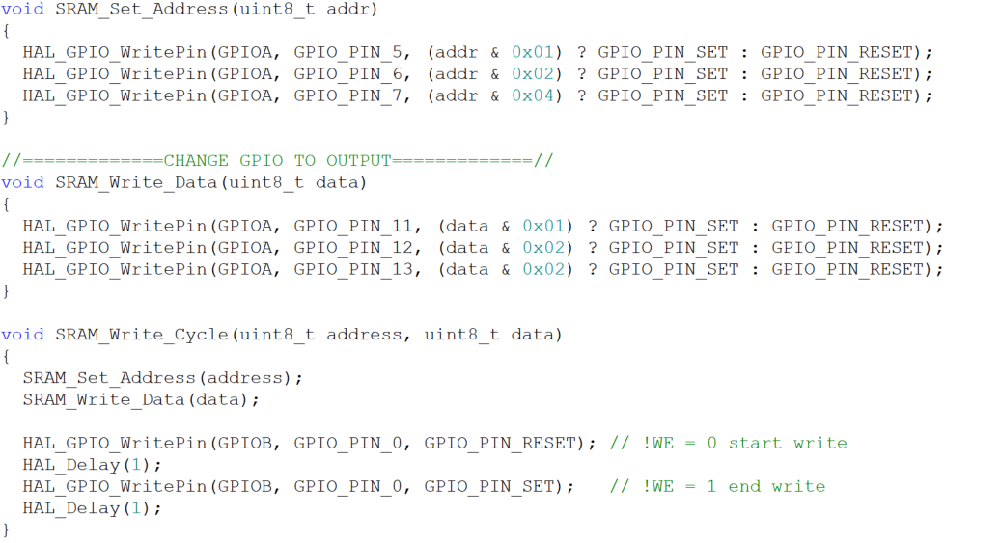 void SRAM_Set_Address(uint8_t addr)
{
  HAL_GPIO_WritePin(GPIOA, GPIO_PIN_5, (addr & 0x01) ? GPIO_PIN_SET : GPIO_PIN_RESET);
  HAL_GPIO_WritePin(GPIOA, GPIO_PIN_6, (addr & 0x02) ? GPIO_PIN_SET : GPIO_PIN_RESET);
  HAL_GPIO_WritePin(GPIOA, GPIO_PIN_7, (addr & 0x04) ? GPIO_PIN_SET : GPIO_PIN_RESET);
}
//=============CHANGE GPIO TO OUTPUT=============//
void SRAM_Write_Data(uint8_t data)
{
  HAL_GPIO_WritePin(GPIOA, GPIO_PIN_11, (data & 0x01) ? GPIO_PIN_SET : GPIO_PIN_RESET);
  HAL_GPIO_WritePin(GPIOA, GPIO_PIN_12, (data & 0x02) ? GPIO_PIN_SET : GPIO_PIN_RESET);
  HAL_GPIO_WritePin(GPIOA, GPIO_PIN_13, (data & 0x02) ? GPIO_PIN_SET : GPIO_PIN_RESET);
}
void SRAM_Write_Cycle(uint8_t address, uint8_t data)
{
  SRAM_Set_Address(address);
  SRAM_Write_Data(data);
  HAL_GPIO_WritePin(GPIOB, GPIO_PIN_0, GPIO_PIN_RESET); // !WE = 0 start write
  HAL_Delay(1);
  HAL_GPIO_WritePin(GPIOB, GPIO_PIN_0, GPIO_PIN_SET);   // !WE = 1 end write
  HAL_Delay(1);
}